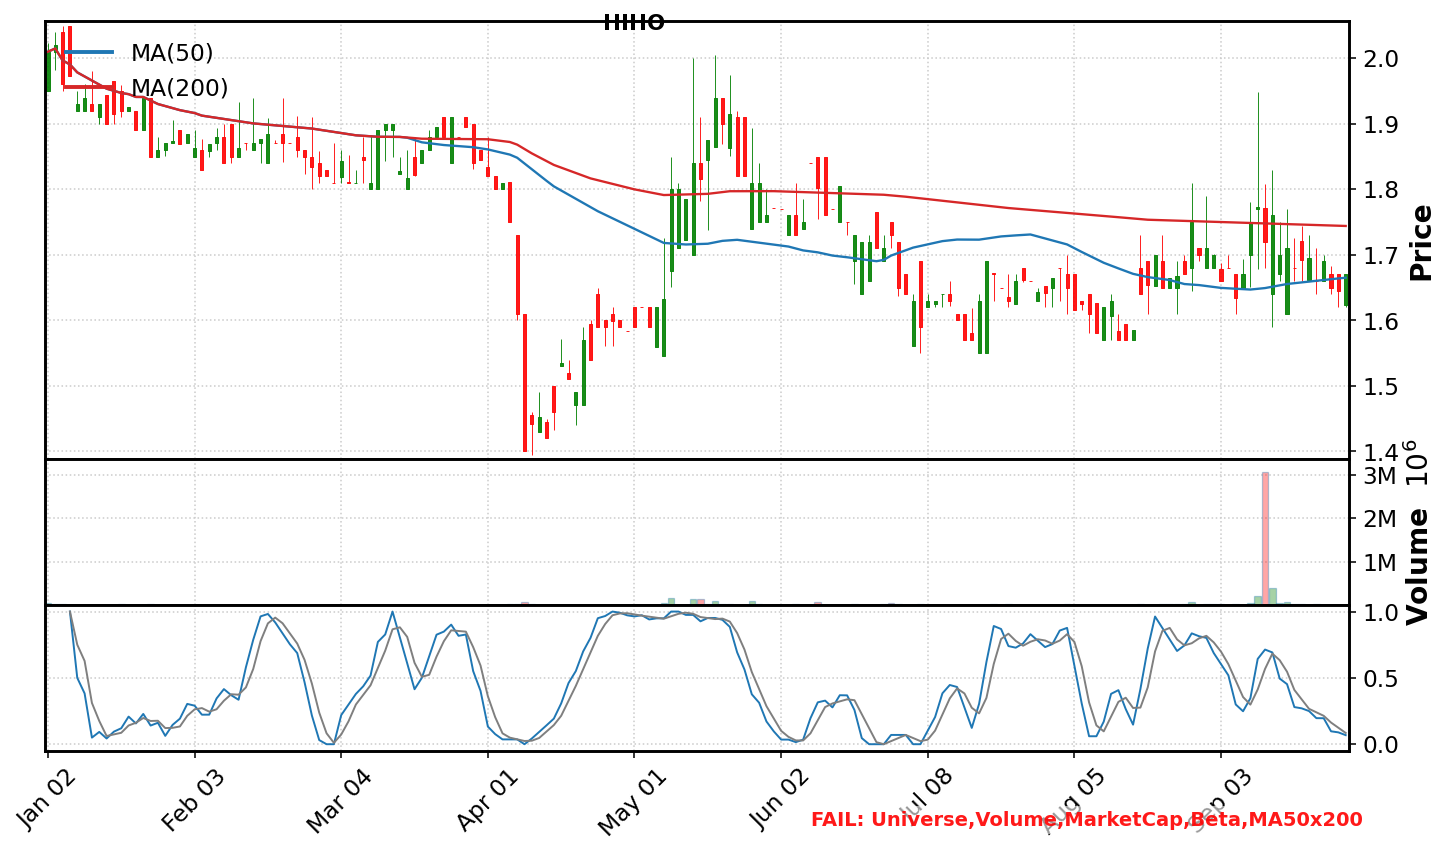 HIHO
MA(50)
MA(200)
2.0
1.9
1.8
1.7
1.6
1.5
1.4
Price
3M
2M
1M
Volume 10^6
1.0
0.5
0.0
Jan 02
Feb 03
Mar 04
Apr 01
May 01
Jun 02
Jul 08
Aug 05
Sep 03
FAIL: Universe,Volume,MarketCap,Beta,MA50x200